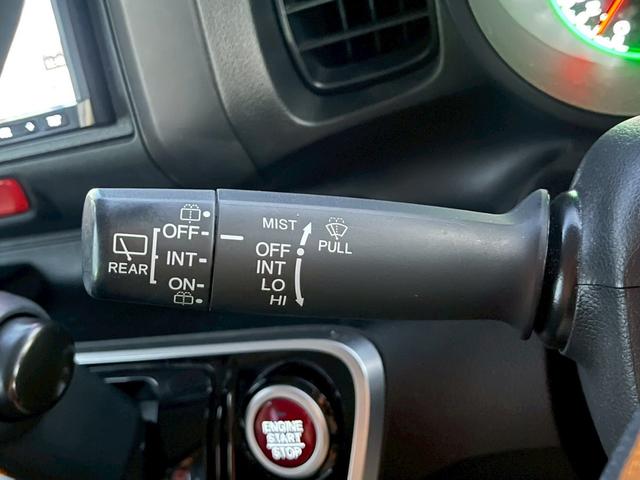 OFF
INT
ON
REAR
MIST
PULL
OFF
INT
LO
HI
ENGINE
START
STOP